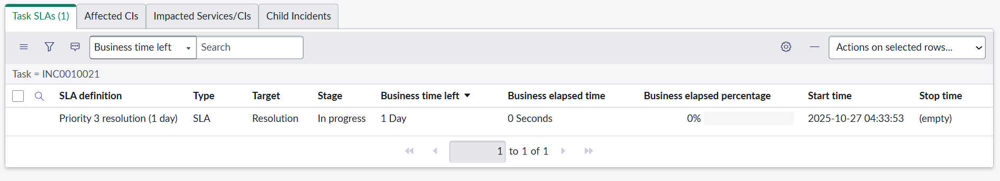 Task SLAs (1) Affected CIs Impacted Services/CIs Child Incidents
Business time left Search Actions on selected rows...
Task = INC0010021
SLA definition Type Target Stage Business time left Business elapsed time Business elapsed percentage Start time Stop time
Priority 3 resolution (1 day) SLA Resolution In progress 1 Day 0 Seconds 0% 2025-10-27 04:33:53 (empty)
1 to 1 of 1